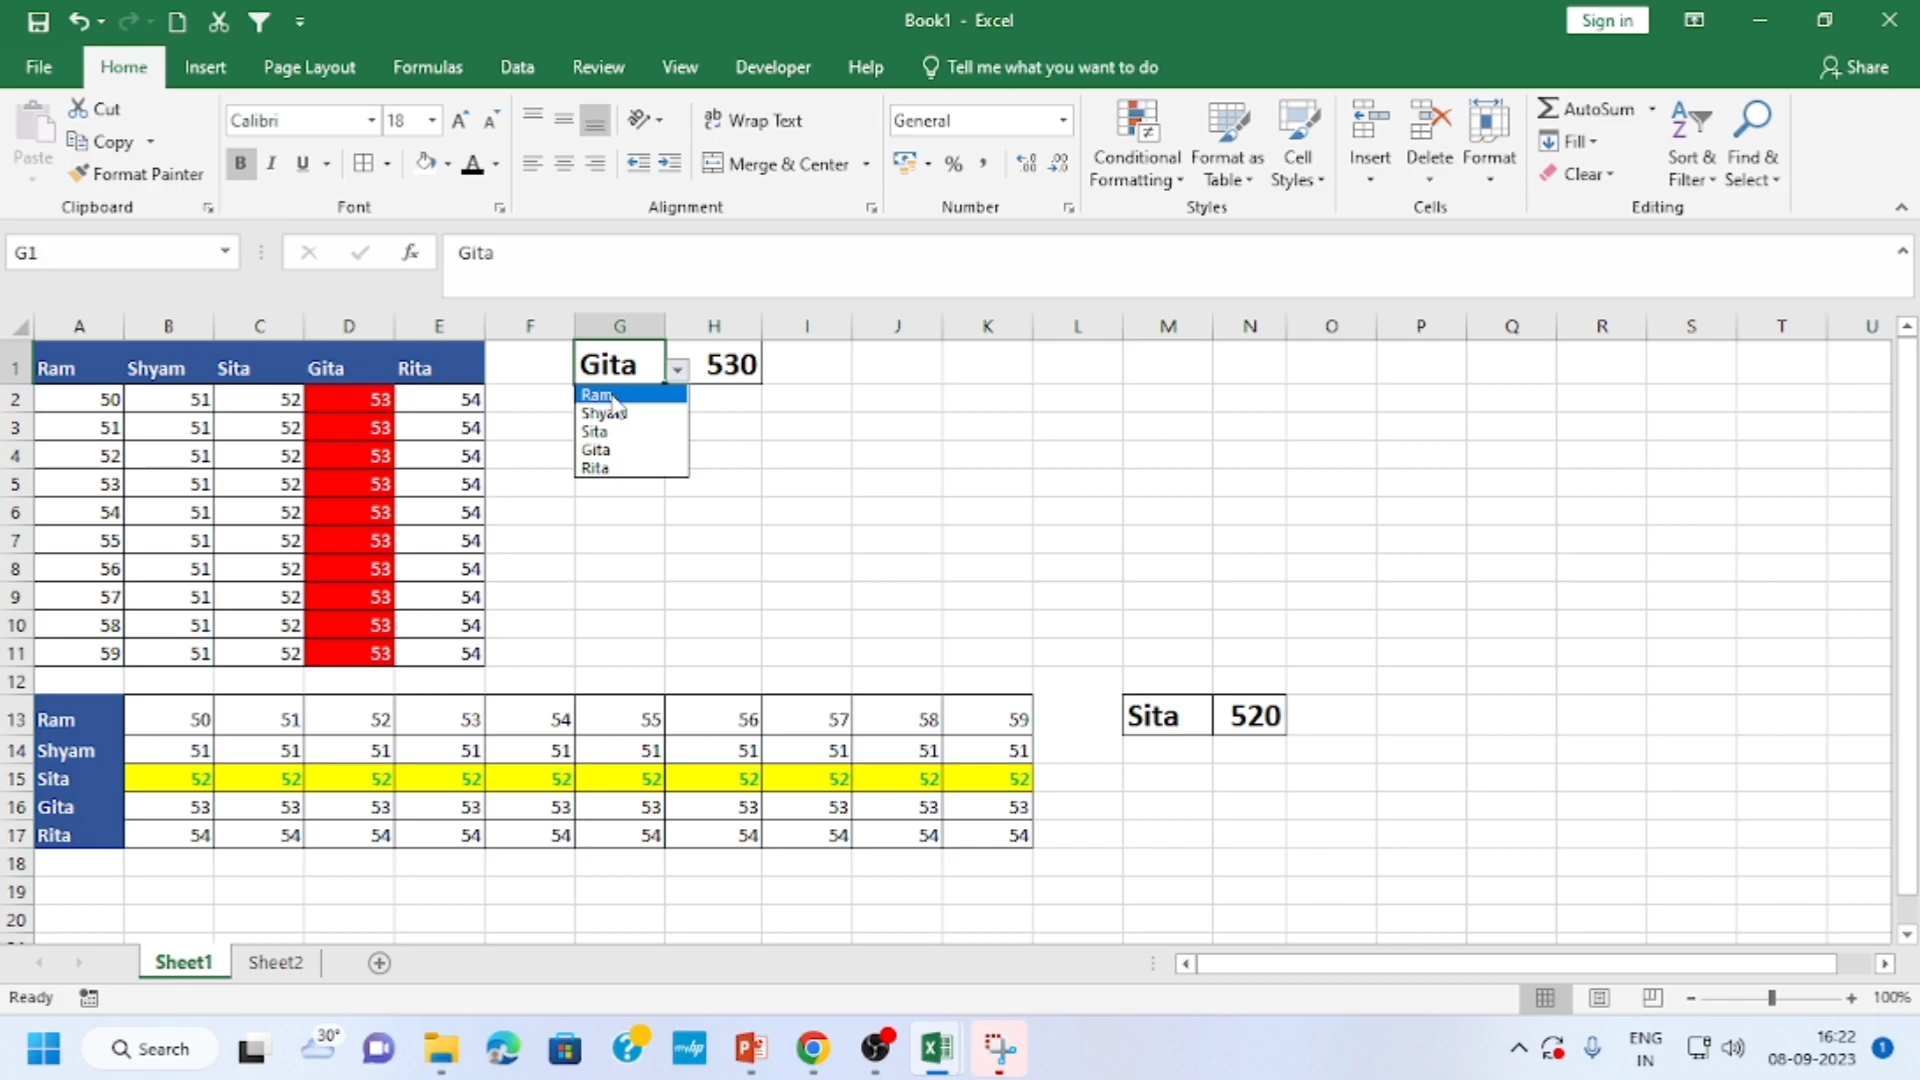 Book1 - Excel
Sign in
File Home Insert Page Layout Formulas Data Review View Developer Help Tell me what you want to do Share
Paste
Cut
Copy
Format Painter
Clipboard
Calibri 18
B I U
Font
Wrap Text
Merge & Center
Alignment
General
%
Number
Conditional Formatting
Format as Table
Cell Styles
Styles
Insert Delete Format
Cells
AutoSum
Fill
Clear
Sort & Filter
Find & Select
Editing
G1 fx Gita
A B C D E F G H I J K L M N O P Q R S T U
1 Ram Shyam Sita Gita Rita Gita 530
2 50 51 52 53 54
3 51 51 52 53 54
4 52 51 52 53 54
5 53 51 52 53 54
6 54 51 52 53 54
7 55 51 52 53 54
8 56 51 52 53 54
9 57 51 52 53 54
10 58 51 52 53 54
11 59 51 52 53 54
Ram
Shyam
Sita
Gita
Rita
12
13 Ram 50 51 52 53 54 55 56 57 58 59 Sita 520
14 Shyam 51 51 51 51 51 51 51 51 51 51
15 Sita 52 52 52 52 52 52 52 52 52 52
16 Gita 53 53 53 53 53 53 53 53 53 53
17 Rita 54 54 54 54 54 54 54 54 54 54
18
19
20
Sheet1 Sheet2
Ready 100%
Search 30° ENG IN 16:22 08-09-2023 1